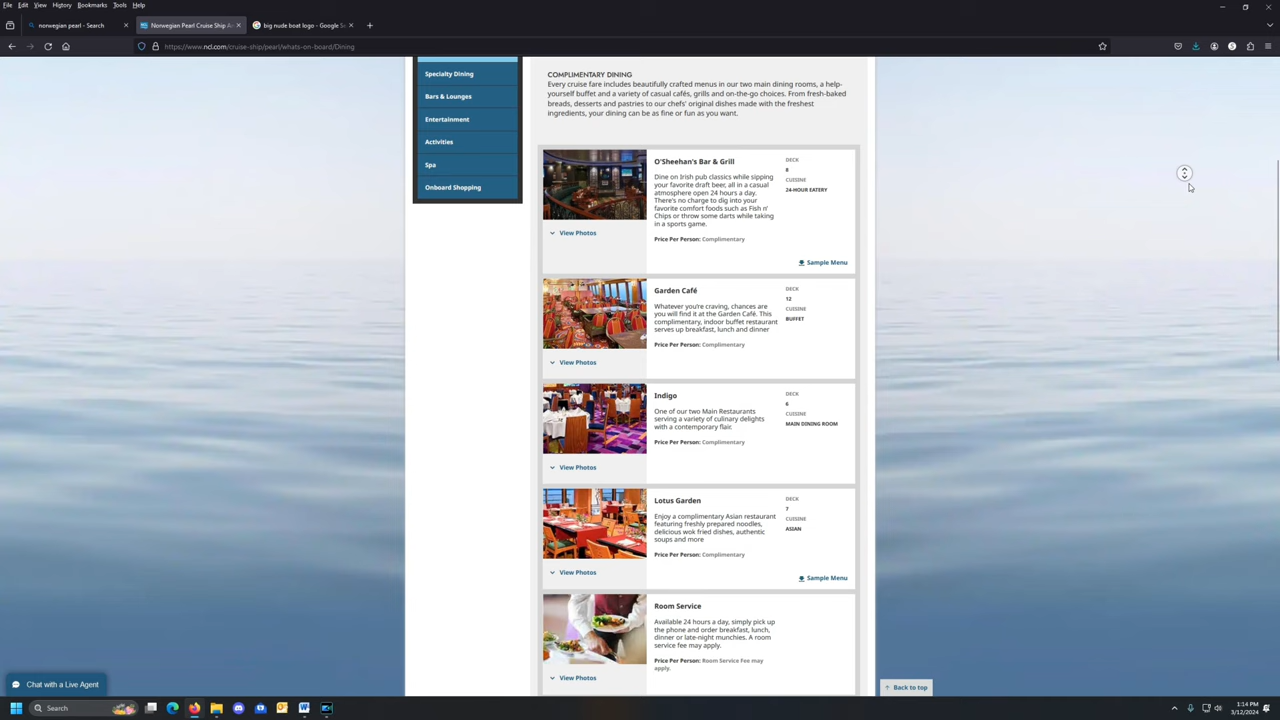 File Edit View History Bookmarks Tools Help
norwegian pearl - Search
Norwegian Pearl Cruise Ship A
big nude boat logo - Google Se
https://www.ncl.com/cruise-ship/pearl/whats-on-board/Dining
Specialty Dining
Bars & Lounges
Entertainment
Activities
Spa
Onboard Shopping
COMPLIMENTARY DINING
Every cruise fare includes beautifully crafted menus in our two main dining rooms, a help-
yourself buffet and a variety of casual cafés, grills and on-the-go choices. From fresh-baked
breads, desserts and pastries to our chefs' original dishes made with the freshest
ingredients, your dining can be as fine or fun as you want.
O'Sheehan's Bar & Grill
Dine on Irish pub classics while sipping
your favorite draft beer, all in a casual
atmosphere open 24 hours a day.
There's no charge to dig into your
favorite comfort foods such as Fish n'
Chips or throw some darts while taking
in a sports game.
Price Per Person: Complimentary
DECK
8
CUISINE
24-HOUR EATERY
View Photos
Sample Menu
Garden Café
Whatever you're craving, chances are
you will find it at the Garden Café. This
complimentary, indoor buffet restaurant
serves up breakfast, lunch and dinner
Price Per Person: Complimentary
DECK
12
CUISINE
BUFFET
View Photos
Indigo
One of our two Main Restaurants
serving a variety of culinary delights
with a contemporary flair.
Price Per Person: Complimentary
DECK
6
CUISINE
MAIN DINING ROOM
View Photos
Lotus Garden
Enjoy a complimentary Asian restaurant
featuring freshly prepared noodles,
delicious wok fried dishes, authentic
soups and more
Price Per Person: Complimentary
DECK
7
CUISINE
ASIAN
View Photos
Sample Menu
Room Service
Available 24 hours a day, simply pick up
the phone and order breakfast, lunch,
dinner or late-night munchies. A room
service fee may apply.
Price Per Person: Room Service Fee may
apply.
View Photos
Chat with a Live Agent
Back to top
Search
1:14 PM
3/12/2024